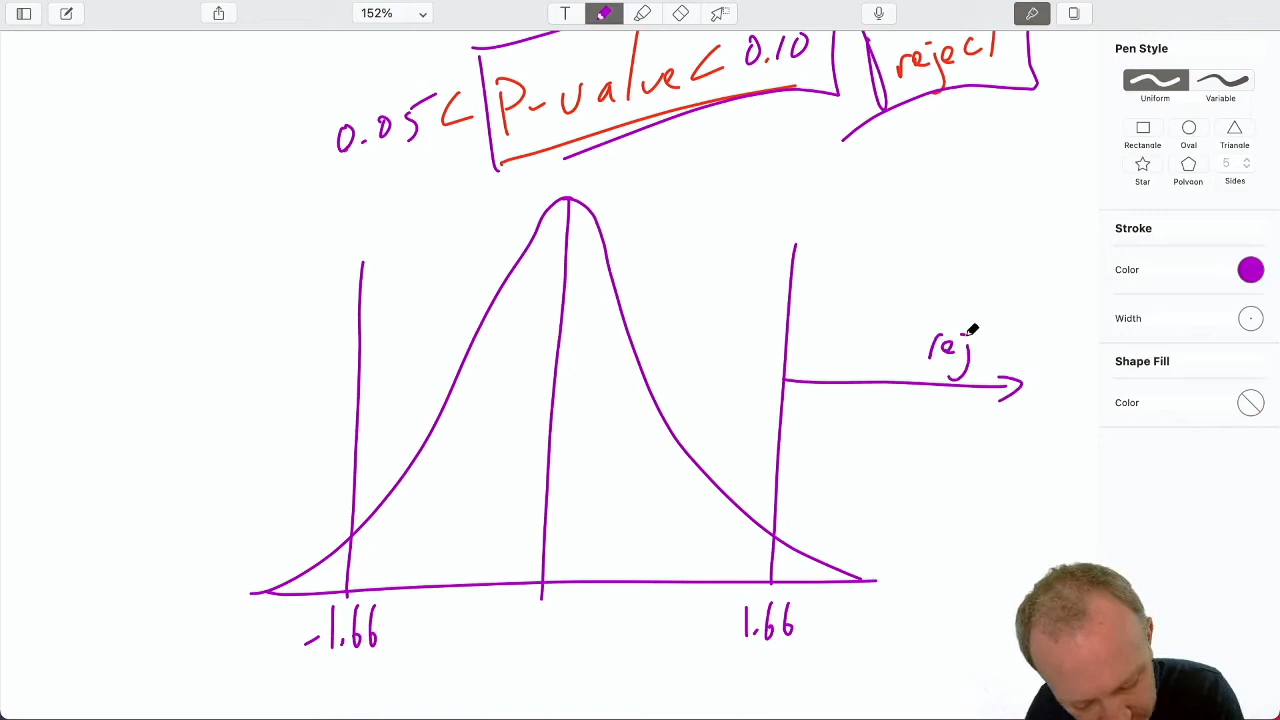 152%
T
0.05 < P-value < 0.10 reject
rej
-1.66 1.66
Pen Style
Uniform Variable
Rectangle Oval Triangle
5
Star Polygon Sides
Stroke
Color
Width
Shape Fill
Color